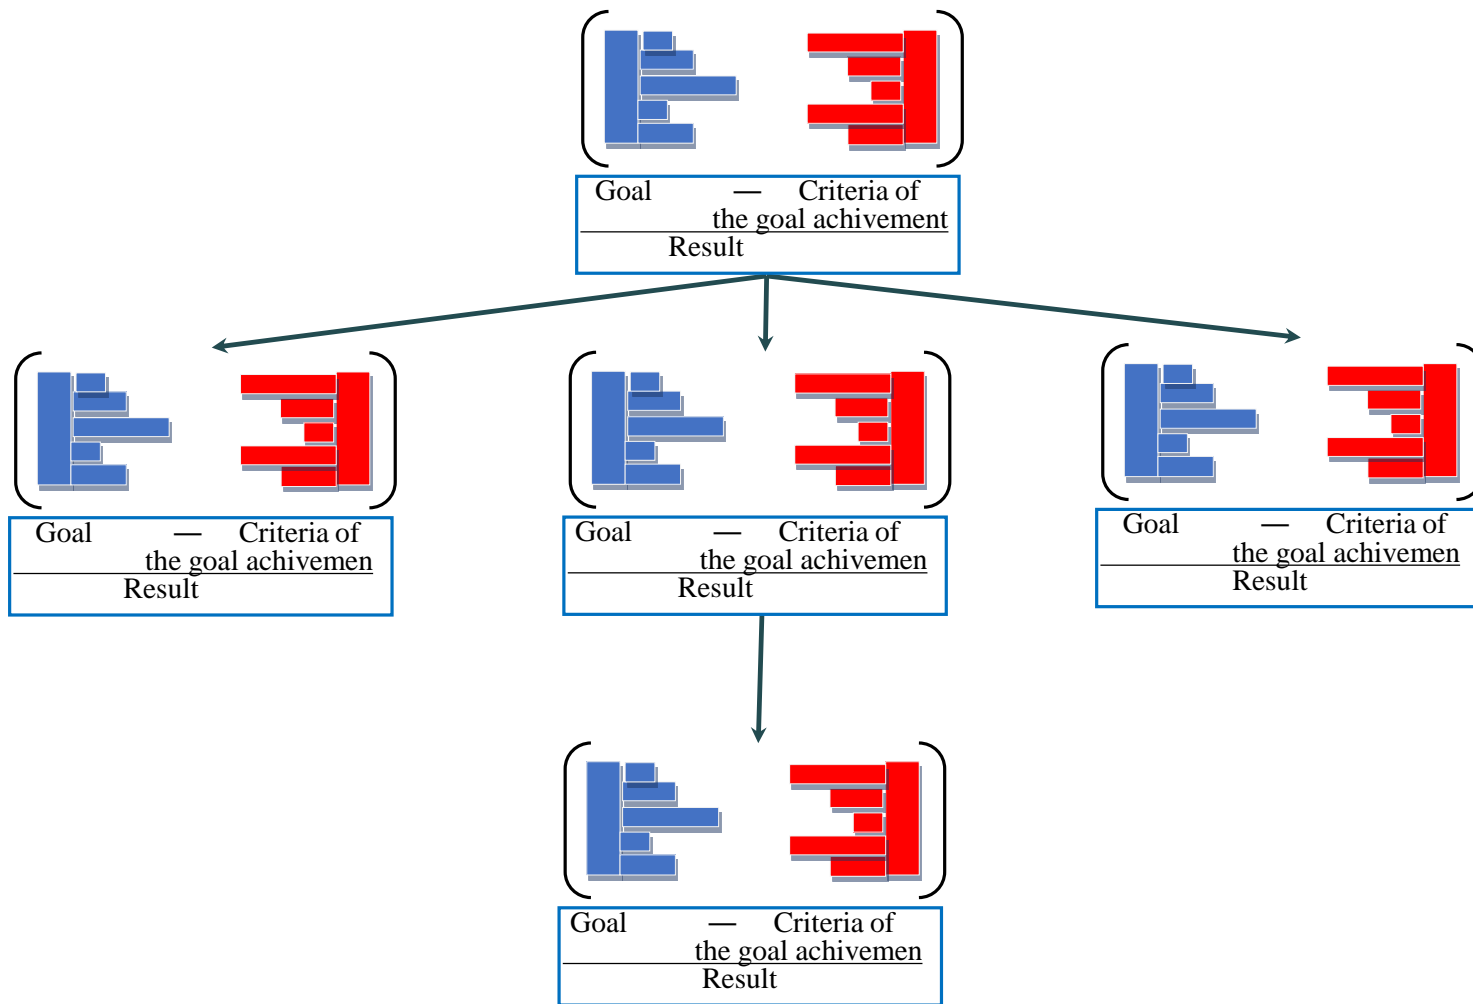 Goal — Criteria of
the goal achivement
Result
Goal — Criteria of
the goal achivemen
Result
Goal — Criteria of
the goal achivemen
Result
Goal — Criteria of
the goal achivemen
Result
Goal — Criteria of
the goal achivemen
Result